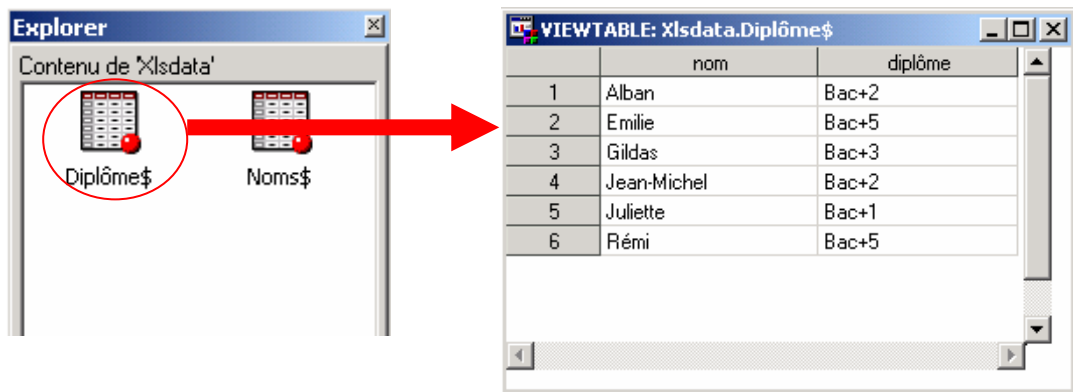 Explorer
Contenu de 'Xlsdata'
Diplôme$ Noms$
VIEWTABLE: Xlsdata.Diplôme$
nom diplôme
1 Alban Bac+2
2 Emilie Bac+5
3 Gildas Bac+3
4 Jean-Michel Bac+2
5 Juliette Bac+1
6 Rémi Bac+5